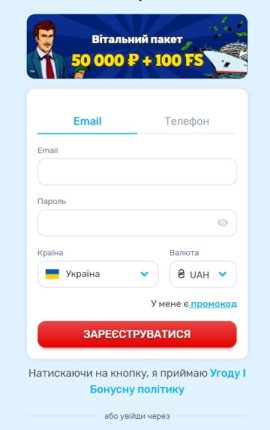 Вітальний пакет
50 000 ₽ + 100 FS
Email Телефон
Email
Пароль
Країна Валюта
Україна ₴ UAH
У мене є промокод
ЗАРЕЄСТРУВАТИСЯ
Натискаючи на кнопку, я приймаю Угоду І
Бонусну політику
або увійди через